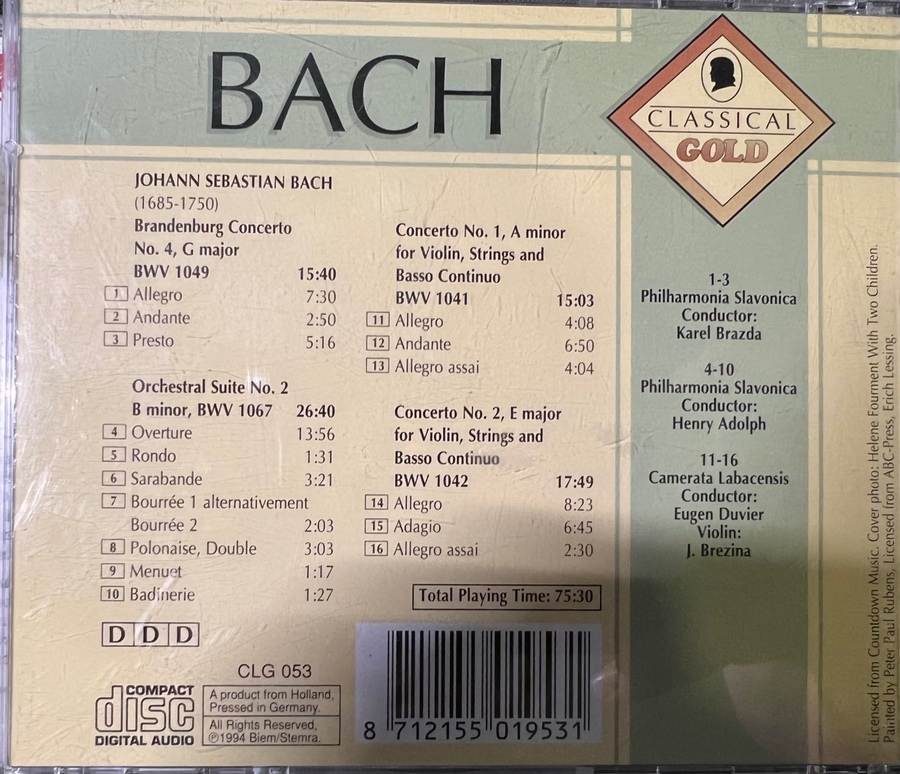 BACH
CLASSICAL
GOLD
JOHANN SEBASTIAN BACH
(1685-1750)
Brandenburg Concerto
No. 4, G major
BWV 1049 15:40
1 Allegro 7:30
2 Andante 2:50
3 Presto 5:16
Orchestral Suite No. 2
B minor, BWV 1067 26:40
4 Overture 13:56
5 Rondo 1:31
6 Sarabande 3:21
7 Bourrée 1 alternativement
Bourrée 2 2:03
8 Polonaise, Double 3:03
9 Menuet 1:17
10 Badinerie 1:27
Concerto No. 1, A minor
for Violin, Strings and
Basso Continuo
BWV 1041 15:03
11 Allegro 4:08
12 Andante 6:50
13 Allegro assai 4:04
Concerto No. 2, E major
for Violin, Strings and
Basso Continuo
BWV 1042 17:49
14 Allegro 8:23
15 Adagio 6:45
16 Allegro assai 2:30
Total Playing Time: 75:30
1-3
Philharmonia Slavonica
Conductor:
Karel Brazda
4-10
Philharmonia Slavonica
Conductor:
Henry Adolph
11-16
Camerata Labacensis
Conductor:
Eugen Duvier
Violin:
J. Brezina
DDD
CLG 053
COMPACT
disc
DIGITAL AUDIO
A product from Holland,
Pressed in Germany.
All Rights Reserved,
℗1994 Biem/Stemra.
8 712155 019531
Licensed from Countdown Music. Cover photo: Helene Fourment With Two Children.
Painted by Peter Paul Rubens, Licensed from ABC-Press, Erich Lessing.